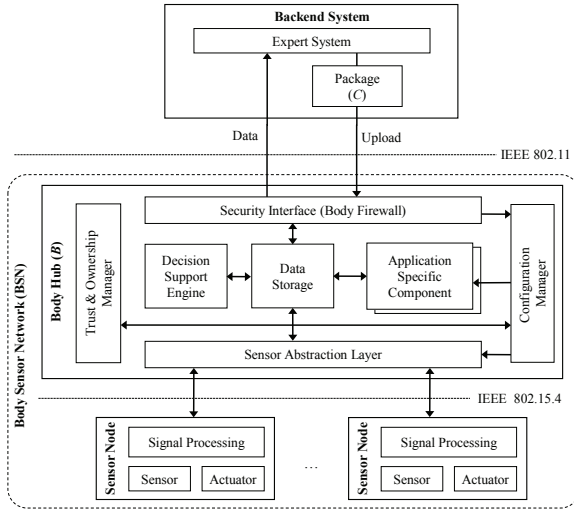 Backend System
Expert System
Package
(C)
Data
Upload
IEEE 802.11
Body Sensor Network (BSN)
Body Hub (B)
Trust & Ownership
Manager
Security Interface (Body Firewall)
Decision
Support
Engine
Data
Storage
Application
Specific
Component
Configuration
Manager
Sensor Abstraction Layer
IEEE 802.15.4
Sensor Node
Signal Processing
Sensor
Actuator
...
Sensor Node
Signal Processing
Sensor
Actuator